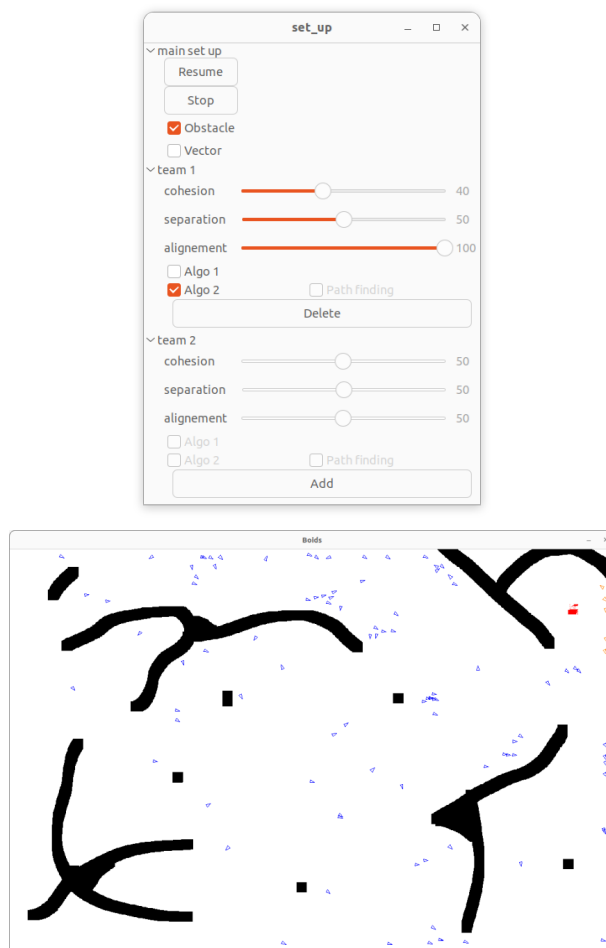 set_up
main set up
Resume
Stop
Obstacle
Vector
team 1
cohesion 40
separation 50
alignement 100
Algo 1
Algo 2 Path finding
Delete
team 2
cohesion 50
separation 50
alignement 50
Algo 1
Algo 2 Path finding
Add
Boids